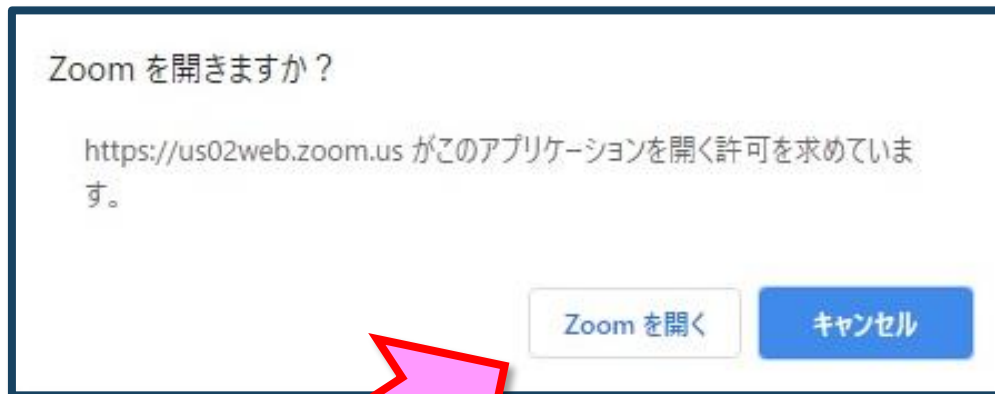 Zoom を開きますか？
https://us02web.zoom.us がこのアプリケーションを開く許可を求めていま
す。
Zoom を開く
キャンセル